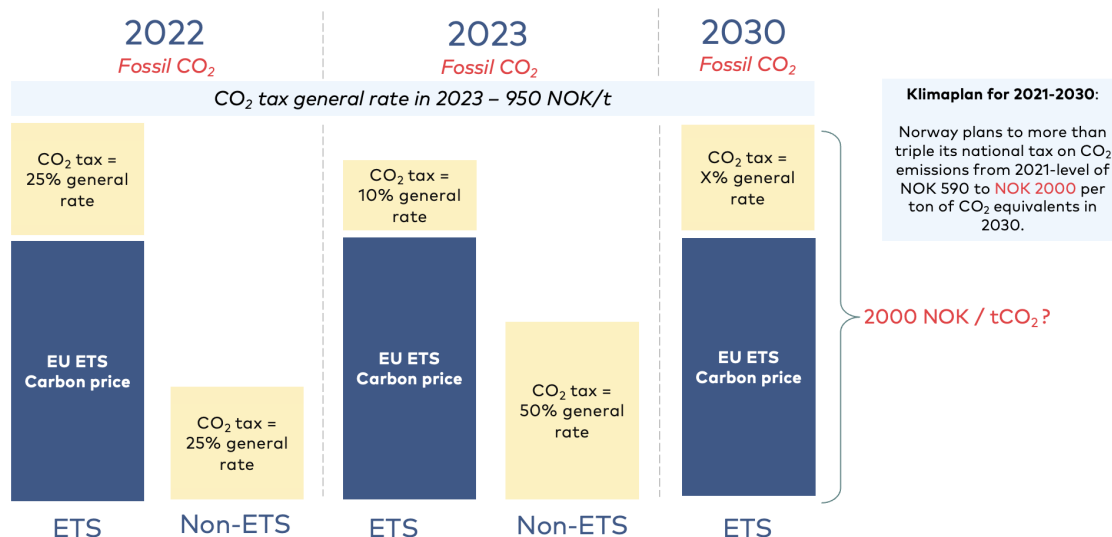 2022
Fossil CO₂
2023
Fossil CO₂
2030
Fossil CO₂
CO₂ tax general rate in 2023 – 950 NOK/t
CO₂ tax =
25% general
rate
EU ETS
Carbon price
ETS
CO₂ tax =
25% general
rate
Non-ETS
CO₂ tax =
10% general
rate
EU ETS
Carbon price
ETS
CO₂ tax =
50% general
rate
Non-ETS
CO₂ tax =
X% general
rate
EU ETS
Carbon price
ETS
2000 NOK / tCO₂?
Klimaplan for 2021-2030:
Norway plans to more than
triple its national tax on CO₂
emissions from 2021-level of
NOK 590 to NOK 2000 per
ton of CO₂ equivalents in
2030.